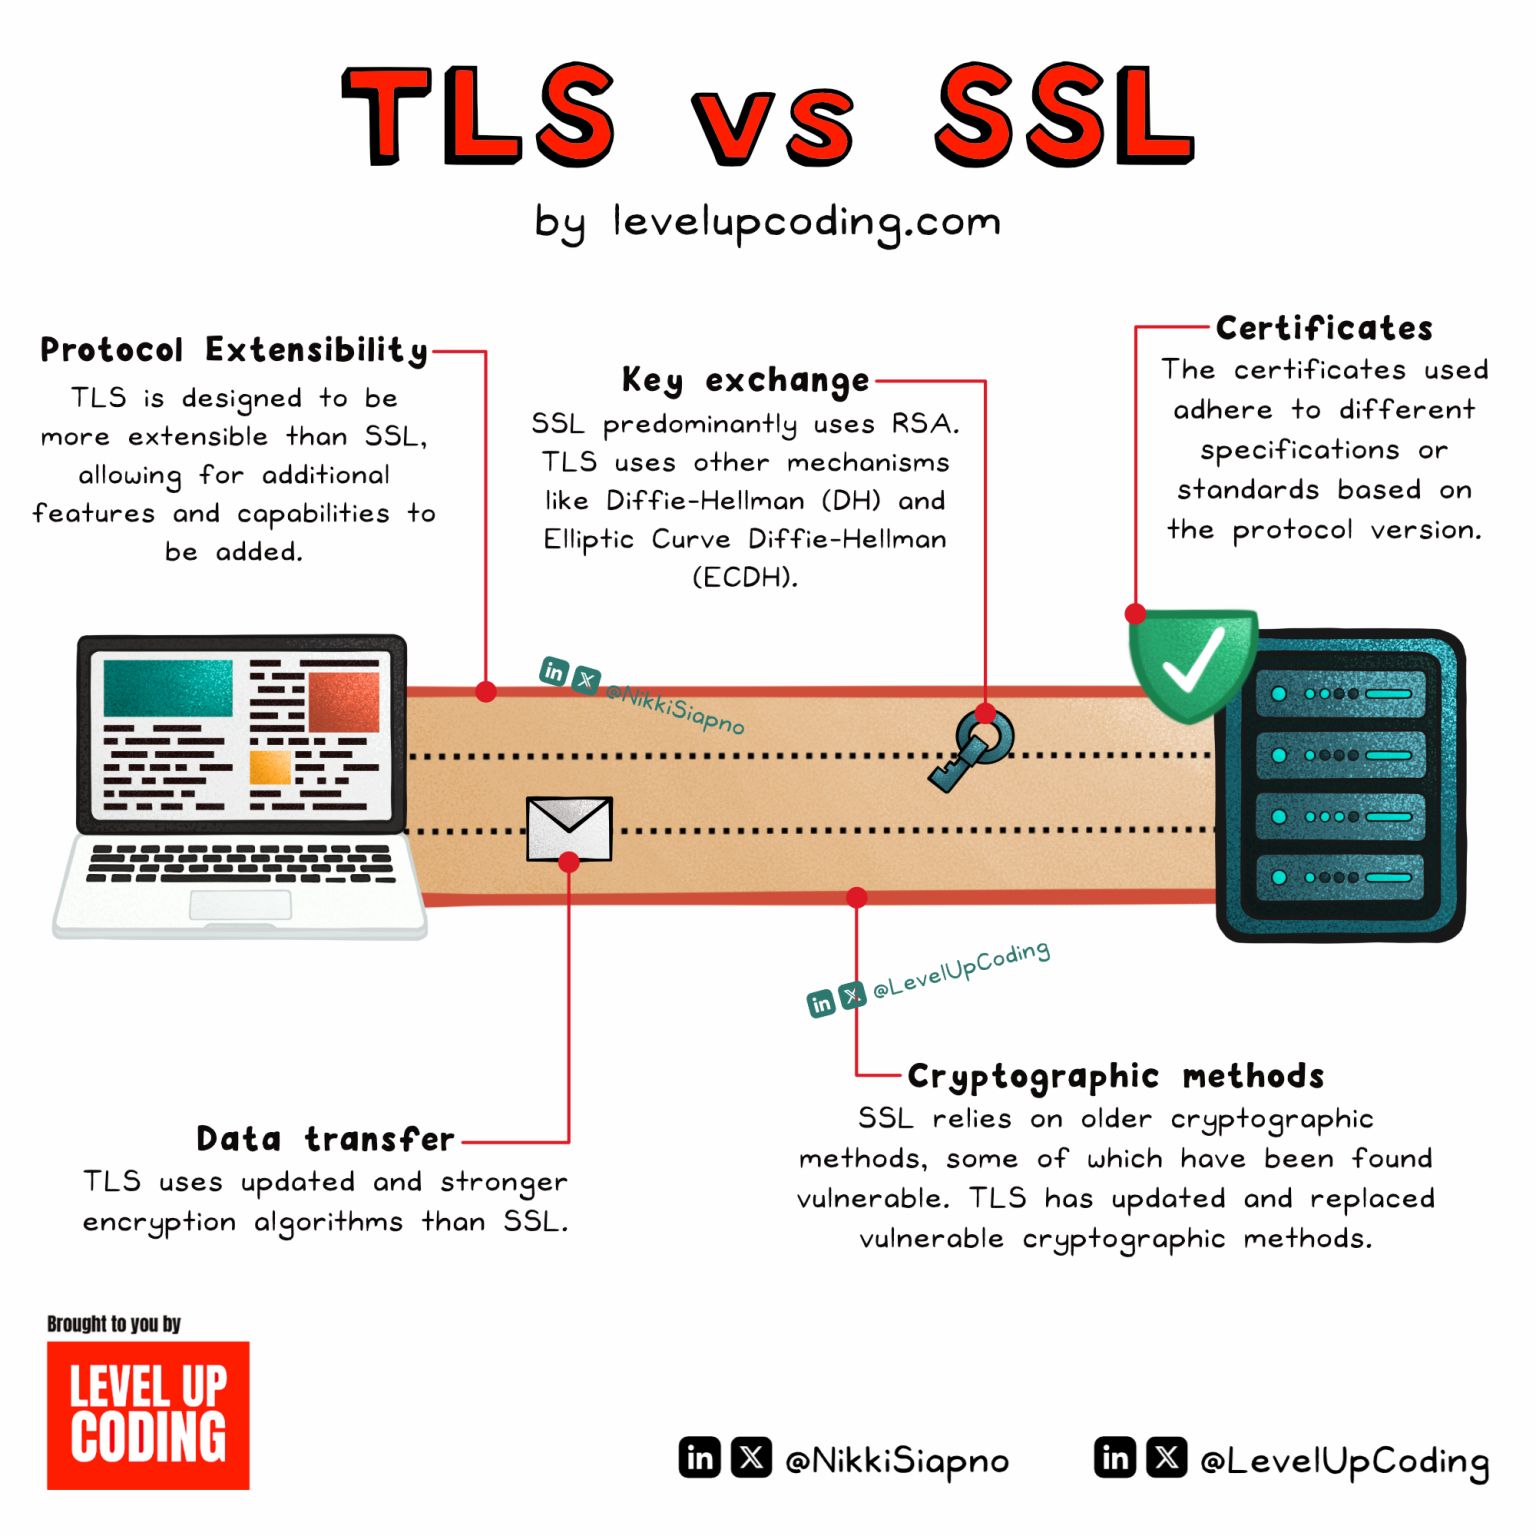 TLS vs SSL
by levelupcoding.com
Protocol Extensibility
TLS is designed to be
more extensible than SSL,
allowing for additional
features and capabilities to
be added.
Key exchange
SSL predominantly uses RSA.
TLS uses other mechanisms
like Diffie-Hellman (DH) and
Elliptic Curve Diffie-Hellman
(ECDH).
Certificates
The certificates used
adhere to different
specifications or
standards based on
the protocol version.
in X @NikkiSiapno
in X @LevelUpCoding
Data transfer
TLS uses updated and stronger
encryption algorithms than SSL.
Cryptographic methods
SSL relies on older cryptographic
methods, some of which have been found
vulnerable. TLS has updated and replaced
vulnerable cryptographic methods.
Brought to you by
LEVEL UP
CODING
in X @NikkiSiapno
in X @LevelUpCoding